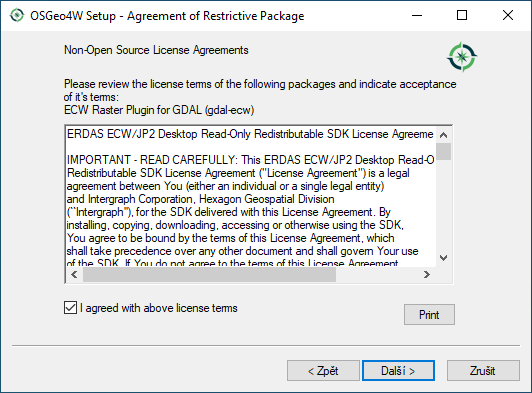 OSGeo4W Setup - Agreement of Restrictive Package
Non-Open Source License Agreements
Please review the license terms of the following packages and indicate acceptance
of it's terms:
ECW Raster Plugin for GDAL (gdal-ecw)
ERDAS ECW/JP2 Desktop Read-Only Redistributable SDK License Agreeme
IMPORTANT - READ CAREFULLY: This ERDAS ECW/JP2 Desktop Read-O
Redistributable SDK License Agreement ("License Agreement") is a legal
agreement between You (either an individual or a single legal entity)
and Intergraph Corporation, Hexagon Geospatial Division
(``Intergraph"), for the SDK delivered with this License Agreement. By
installing, copying, downloading, accessing or otherwise using the SDK,
You agree to be bound by the terms of this License Agreement, which
shall take precedence over any other document and shall govern Your use
of the SDK. If You do not agree to the terms of this License Agreement
I agreed with above license terms
Print
< Zpět
Další >
Zrušit